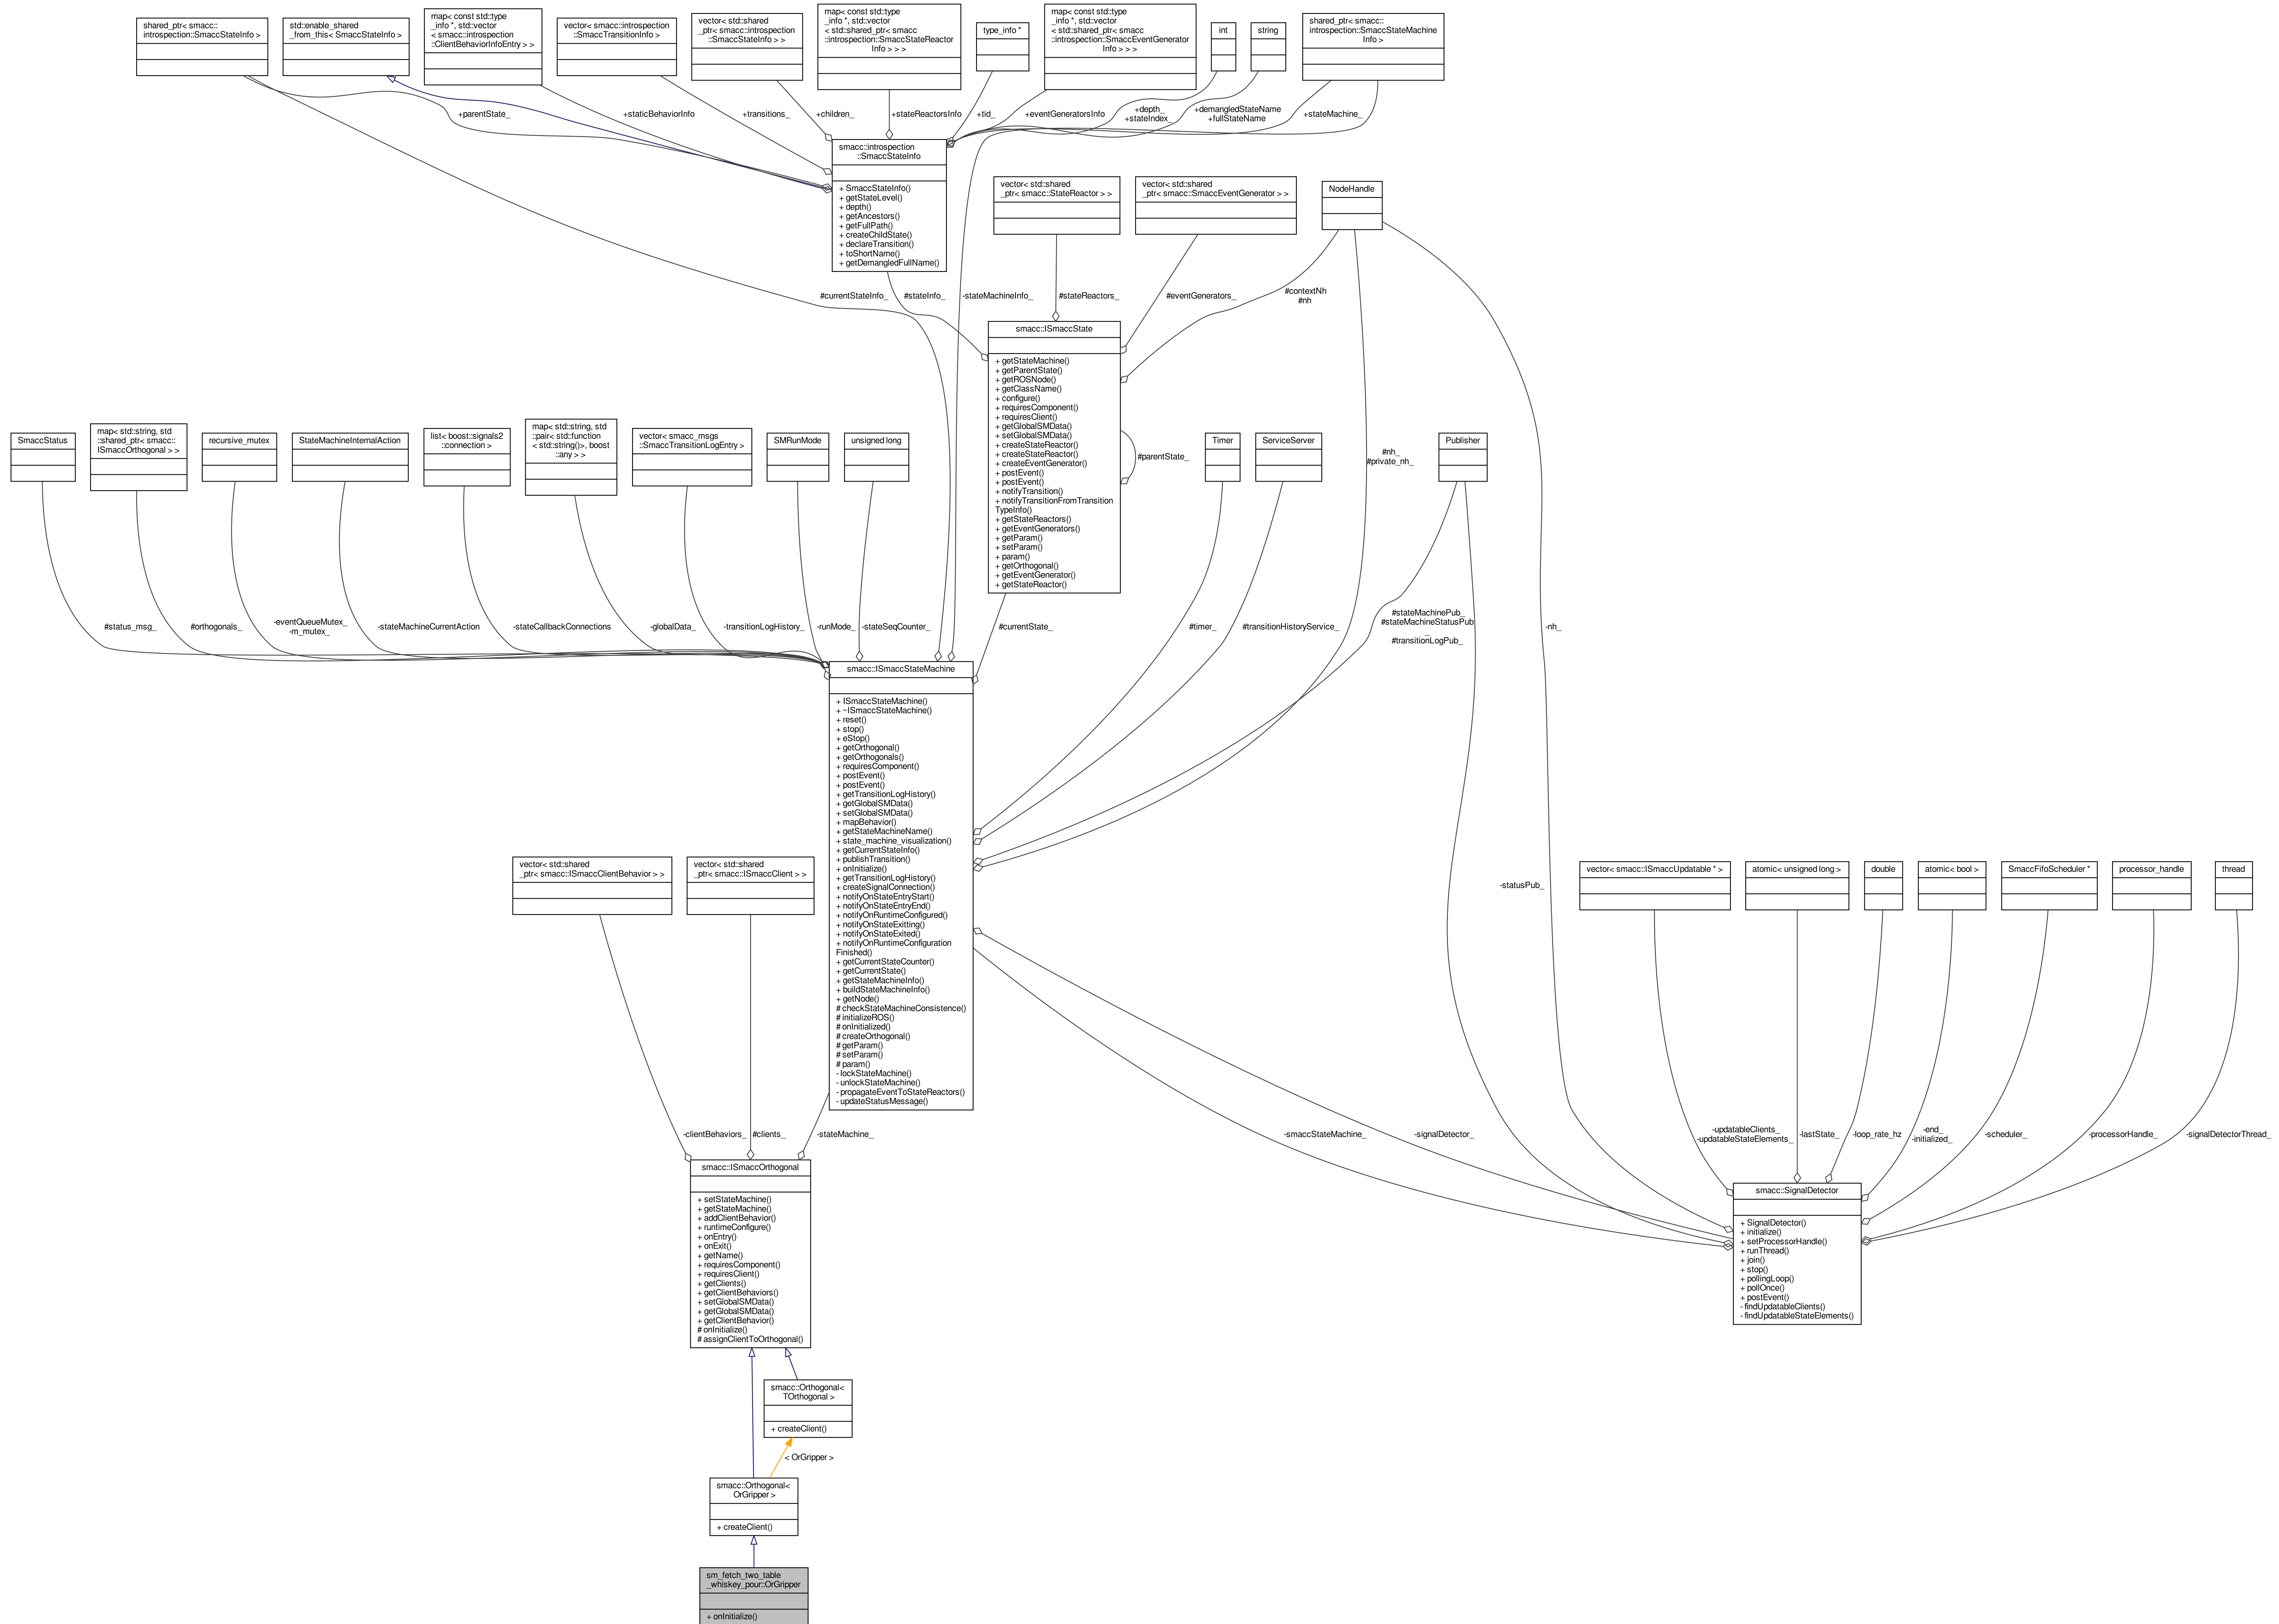 shared_ptr< smacc::
introspection::SmaccStateInfo >
std::enable_shared
_from_this< SmaccStateInfo >
map< const std::type
_info *, std::vector
< smacc::introspection
::ClientBehaviorInfoEntry > >
vector< smacc::introspection
::SmaccTransitionInfo >
vector< std::shared
_ptr< smacc::introspection
::SmaccStateInfo > >
map< const std::type
_info *, std::vector
< std::shared_ptr< smacc
::introspection::SmaccStateReactor
Info > > >
type_info *
map< const std::type
_info *, std::vector
< std::shared_ptr< smacc
::introspection::SmaccEventGenerator
Info > > >
int
string
shared_ptr< smacc::
introspection::SmaccStateMachine
Info >
+parentState_
+staticBehaviorInfo
+transitions_
+children_
+stateReactorsInfo
+tid_
+eventGeneratorsInfo
+depth_
+stateIndex_
+demangledStateName
+fullStateName
+stateMachine_
smacc::introspection
::SmaccStateInfo
+ SmaccStateInfo()
+ getStateLevel()
+ depth()
+ getAncestors()
+ getFullPath()
+ createChildState()
+ declareTransition()
+ toShortName()
+ getDemangledFullName()
vector< std::shared
_ptr< smacc::StateReactor > >
vector< std::shared
_ptr< smacc::SmaccEventGenerator > >
NodeHandle
#currentStateInfo_
#stateInfo_
-stateMachineInfo_
#stateReactors_
#eventGenerators_
#contextNh
#nh
smacc::ISmaccState
+ getStateMachine()
+ getParentState()
+ getROSNode()
+ getClassName()
+ configure()
+ requiresComponent()
+ requiresClient()
+ getGlobalSMData()
+ setGlobalSMData()
+ createStateReactor()
+ createStateReactor()
+ createEventGenerator()
+ postEvent()
+ postEvent()
+ notifyTransition()
+ notifyTransitionFromTransition
TypeInfo()
+ getStateReactors()
+ getEventGenerators()
+ getParam()
+ setParam()
+ param()
+ getOrthogonal()
+ getEventGenerator()
+ getStateReactor()
#parentState_
SmaccStatus
map< std::string, std
::shared_ptr< smacc::
ISmaccOrthogonal > >
recursive_mutex
StateMachineInternalAction
list< boost::signals2
::connection >
map< std::string, std
::pair< std::function
< std::string()>, boost
::any > >
vector< smacc_msgs
::SmaccTransitionLogEntry >
SMRunMode
unsigned long
Timer
ServiceServer
Publisher
#nh_
#private_nh_
#status_msg_
#orthogonals_
-eventQueueMutex_
-m_mutex_
-stateMachineCurrentAction
-stateCallbackConnections
-globalData_
-transitionLogHistory_
-runMode_
-stateSeqCounter_
#currentState_
#timer_
#transitionHistoryService_
#stateMachinePub_
#stateMachineStatusPub
_
#transitionLogPub_
-nh_
smacc::ISmaccStateMachine
+ ISmaccStateMachine()
+ ~ISmaccStateMachine()
+ reset()
+ stop()
+ eStop()
+ getOrthogonal()
+ getOrthogonals()
+ requiresComponent()
+ postEvent()
+ postEvent()
+ getTransitionLogHistory()
+ getGlobalSMData()
+ setGlobalSMData()
+ mapBehavior()
+ getStateMachineName()
+ state_machine_visualization()
+ getCurrentStateInfo()
+ publishTransition()
+ onInitialize()
+ getTransitionLogHistory()
+ createSignalConnection()
+ notifyOnStateEntryStart()
+ notifyOnStateEntryEnd()
+ notifyOnRuntimeConfigured()
+ notifyOnStateExitting()
+ notifyOnStateExited()
+ notifyOnRuntimeConfiguration
Finished()
+ getCurrentStateCounter()
+ getCurrentState()
+ getStateMachineInfo()
+ buildStateMachineInfo()
+ getNode()
# checkStateMachineConsistence()
# initializeROS()
# onInitialized()
# createOrthogonal()
# getParam()
# setParam()
# param()
- lockStateMachine()
- unlockStateMachine()
- propagateEventToStateReactors()
- updateStatusMessage()
vector< std::shared
_ptr< smacc::ISmaccClientBehavior > >
vector< std::shared
_ptr< smacc::ISmaccClient > >
-statusPub_
vector< smacc::ISmaccUpdatable * >
atomic< unsigned long >
double
atomic< bool >
SmaccFifoScheduler *
processor_handle
thread
-clientBehaviors_
#clients_
-stateMachine_
-smaccStateMachine_
-signalDetector_
-updatableClients_
-updatableStateElements_
-lastState_
-loop_rate_hz
-end_
-initialized_
-scheduler_
-processorHandle_
-signalDetectorThread_
smacc::ISmaccOrthogonal
+ setStateMachine()
+ getStateMachine()
+ addClientBehavior()
+ runtimeConfigure()
+ onEntry()
+ onExit()
+ getName()
+ requiresComponent()
+ requiresClient()
+ getClients()
+ getClientBehaviors()
+ setGlobalSMData()
+ getGlobalSMData()
+ getClientBehavior()
# onInitialize()
# assignClientToOrthogonal()
smacc::SignalDetector
+ SignalDetector()
+ initialize()
+ setProcessorHandle()
+ runThread()
+ join()
+ stop()
+ pollingLoop()
+ pollOnce()
+ postEvent()
- findUpdatableClients()
- findUpdatableStateElements()
smacc::Orthogonal<
TOrthogonal >
+ createClient()
< OrGripper >
smacc::Orthogonal<
OrGripper >
+ createClient()
sm_fetch_two_table
_whiskey_pour::OrGripper
+ onInitialize()